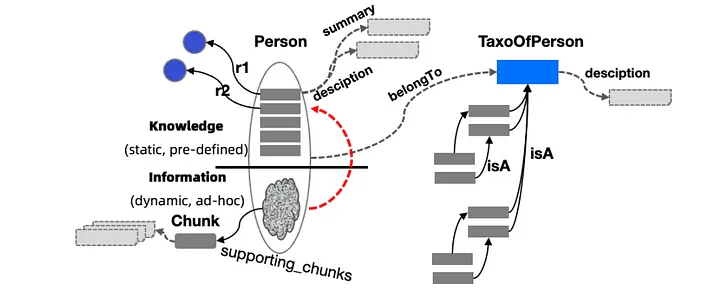 summary
Person
TaxoOfPerson
r1
desciption
desciption
r2
belongTo
Knowledge
(static, pre-defined)
isA
isA
Information
(dynamic, ad-hoc)
Chunk
supporting_chunks